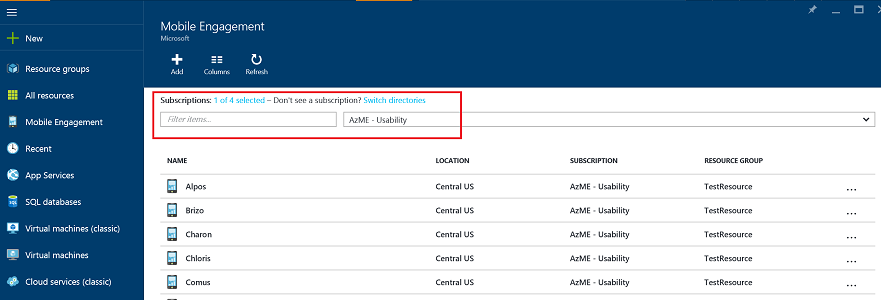 Mobile Engagement
Microsoft
New
Resource groups
All resources
Mobile Engagement
Recent
App Services
SQL databases
Virtual machines (classic)
Virtual machines
Cloud services (classic)
Add Columns Refresh
Subscriptions: 1 of 4 selected – Don't see a subscription? Switch directories
Filter items... AzME - Usability
NAME LOCATION SUBSCRIPTION RESOURCE GROUP
Alpos Central US AzME - Usability TestResource ...
Brizo Central US AzME - Usability TestResource ...
Charon Central US AzME - Usability TestResource ...
Chloris Central US AzME - Usability TestResource ...
Comus Central US AzME - Usability TestResource ...